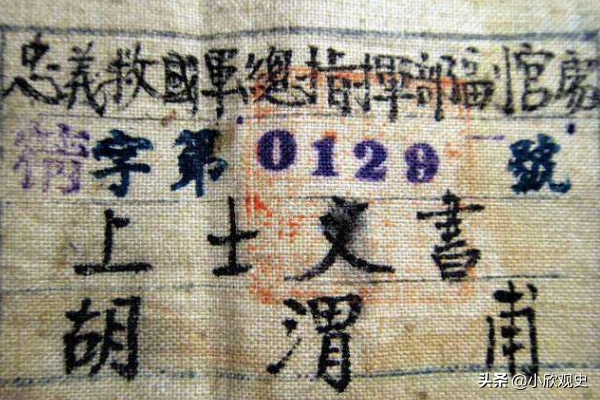 忠義救國軍總指揮部副官處
字第0129號
上士文書
胡渭甫
头条 @小欣观史